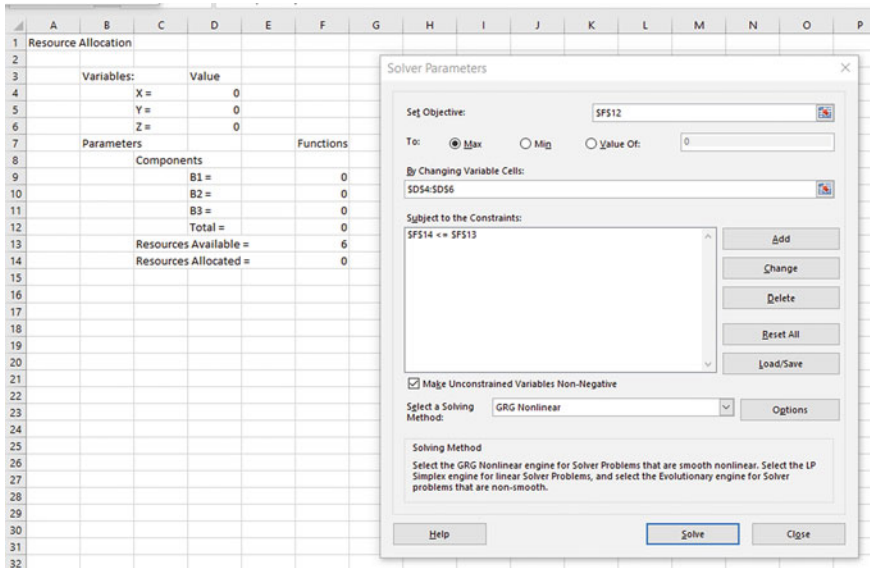 A B C D E F G H I J K L M N O P
1 Resource Allocation
2
3 Variables: Value
4 X = 0
5 Y = 0
6 Z = 0
7 Parameters Functions
8 Components
9 B1 = 0
10 B2 = 0
11 B3 = 0
12 Total = 0
13 Resources Available = 6
14 Resources Allocated = 0
15
16
17
18
19
20
21
22
23
24
25
26
27
28
29
30
31
32
Solver Parameters
Set Objective: $F$12
To: Max Min Value Of: 0
By Changing Variable Cells:
$D$4:$D$6
Subject to the Constraints:
$F$14 <= $F$13
Add
Change
Delete
Reset All
Load/Save
Make Unconstrained Variables Non-Negative
Select a Solving Method: GRG Nonlinear
Options
Solving Method
Select the GRG Nonlinear engine for Solver Problems that are smooth nonlinear. Select the LP
Simplex engine for linear Solver Problems, and select the Evolutionary engine for Solver
problems that are non-smooth.
Help Solve Close